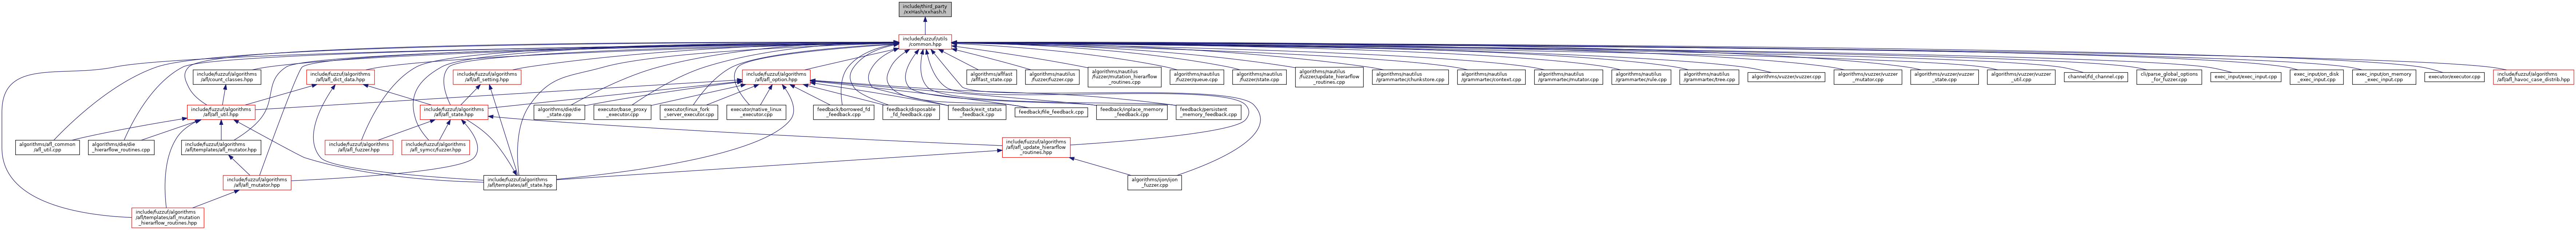 include/third_party
/xxHash/xxhash.h
include/fuzzuf/utils
/common.hpp
include/fuzzuf/algorithms
/afl/count_classes.hpp
include/fuzzuf/algorithms
/afl/afl_dict_data.hpp
include/fuzzuf/algorithms
/afl/afl_setting.hpp
include/fuzzuf/algorithms
/afl/afl_option.hpp
algorithms/aflfast
/aflfast_state.cpp
algorithms/nautilus
/fuzzer/fuzzer.cpp
algorithms/nautilus
/fuzzer/mutation_hierarflow
_routines.cpp
algorithms/nautilus
/fuzzer/queue.cpp
algorithms/nautilus
/fuzzer/state.cpp
algorithms/nautilus
/fuzzer/update_hierarflow
_routines.cpp
algorithms/nautilus
/grammartec/chunkstore.cpp
algorithms/nautilus
/grammartec/context.cpp
algorithms/nautilus
/grammartec/mutator.cpp
algorithms/nautilus
/grammartec/rule.cpp
algorithms/nautilus
/grammartec/tree.cpp
algorithms/vuzzer/vuzzer.cpp
algorithms/vuzzer/vuzzer
_mutator.cpp
algorithms/vuzzer/vuzzer
_state.cpp
algorithms/vuzzer/vuzzer
_util.cpp
channel/fd_channel.cpp
cli/parse_global_options
_for_fuzzer.cpp
exec_input/exec_input.cpp
exec_input/on_disk
_exec_input.cpp
exec_input/on_memory
_exec_input.cpp
executor/executor.cpp
include/fuzzuf/algorithms
/afl/afl_havoc_case_distrib.hpp
include/fuzzuf/algorithms
/afl/afl_util.hpp
include/fuzzuf/algorithms
/afl/afl_state.hpp
algorithms/die/die
_state.cpp
executor/base_proxy
_executor.cpp
executor/linux_fork
_server_executor.cpp
executor/native_linux
_executor.cpp
feedback/borrowed_fd
_feedback.cpp
feedback/disposable
_fd_feedback.cpp
feedback/exit_status
_feedback.cpp
feedback/file_feedback.cpp
feedback/inplace_memory
_feedback.cpp
feedback/persistent
_memory_feedback.cpp
algorithms/afl_common
/afl_util.cpp
algorithms/die/die
_hierarflow_routines.cpp
include/fuzzuf/algorithms
/afl/templates/afl_mutator.hpp
include/fuzzuf/algorithms
/afl/afl_fuzzer.hpp
include/fuzzuf/algorithms
/afl_symcc/fuzzer.hpp
include/fuzzuf/algorithms
/afl/afl_update_hierarflow
_routines.hpp
include/fuzzuf/algorithms
/afl/afl_mutator.hpp
include/fuzzuf/algorithms
/afl/templates/afl_state.hpp
algorithms/ijon/ijon
_fuzzer.cpp
include/fuzzuf/algorithms
/afl/templates/afl_mutation
_hierarflow_routines.hpp